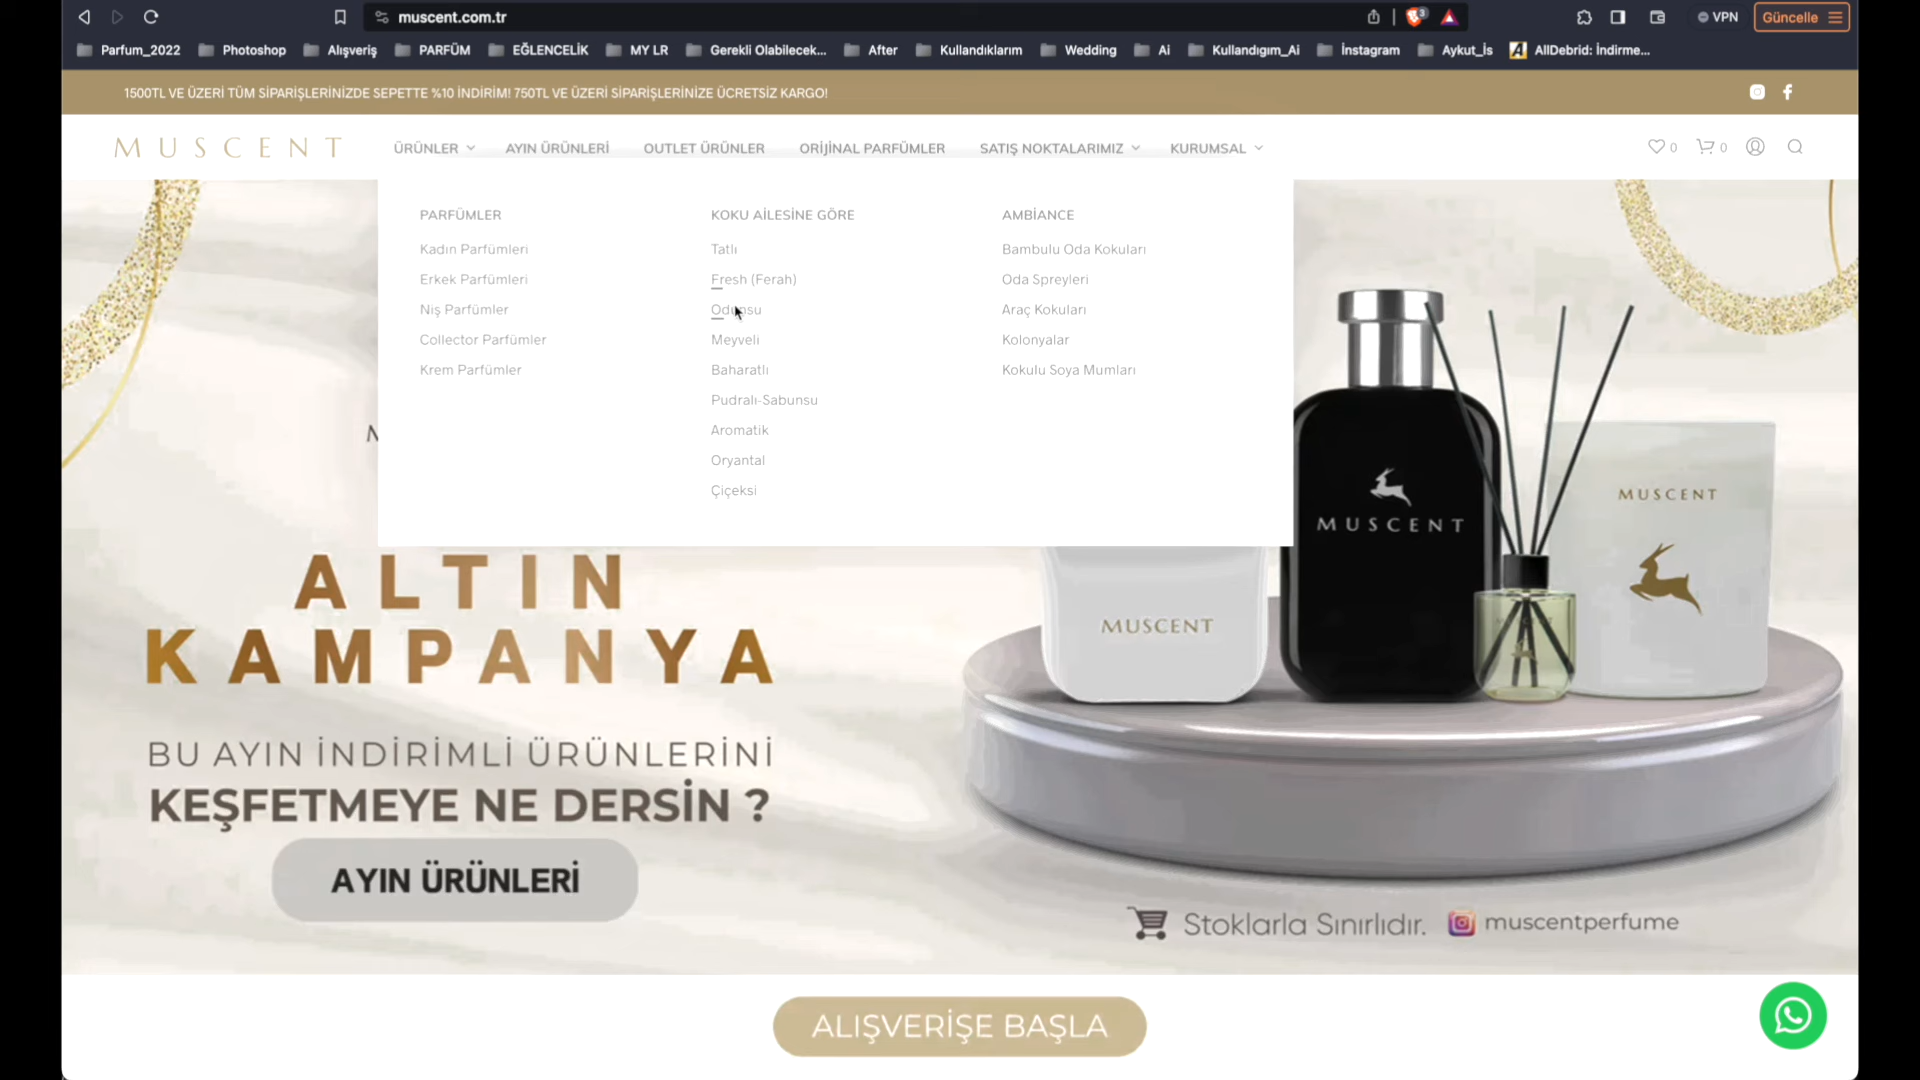 muscent.com.tr
3
VPN
Güncelle
Parfum_2022
Photoshop
Alışveriş
PARFÜM
EĞLENCELİK
MY LR
Gerekli Olabilecek...
After
Kullandıklarım
Wedding
Ai
Kullandıgım_Ai
İnstagram
Aykut_İs
AllDebrid: İndirme...
1500TL VE ÜZERİ TÜM SİPARİŞLERİNİZDE SEPETTE %10 İNDİRİM! 750TL VE ÜZERİ SİPARİŞLERİNİZE ÜCRETSİZ KARGO!
MUSCENT
ÜRÜNLER
AYIN ÜRÜNLERİ
OUTLET ÜRÜNLER
ORİJİNAL PARFÜMLER
SATIŞ NOKTALARIMIZ
KURUMSAL
0
0
PARFÜMLER
Kadın Parfümleri
Erkek Parfümleri
Niş Parfümler
Collector Parfümler
Krem Parfümler
KOKU AİLESİNE GÖRE
Tatlı
Fresh (Ferah)
Odunsu
Meyveli
Baharatlı
Pudralı-Sabunsu
Aromatik
Oryantal
Çiçeksi
AMBİANCE
Bambulu Oda Kokuları
Oda Spreyleri
Araç Kokuları
Kolonyalar
Kokulu Soya Mumları
ALTIN
KAMPANYA
BU AYIN İNDİRİMLİ ÜRÜNLERİNİ
KEŞFETMEYE NE DERSİN ?
AYIN ÜRÜNLERİ
MUSCENT
MUSCENT
MUSCENT
Stoklarla Sınırlıdır.
muscentperfume
ALIŞVERİŞE BAŞLA